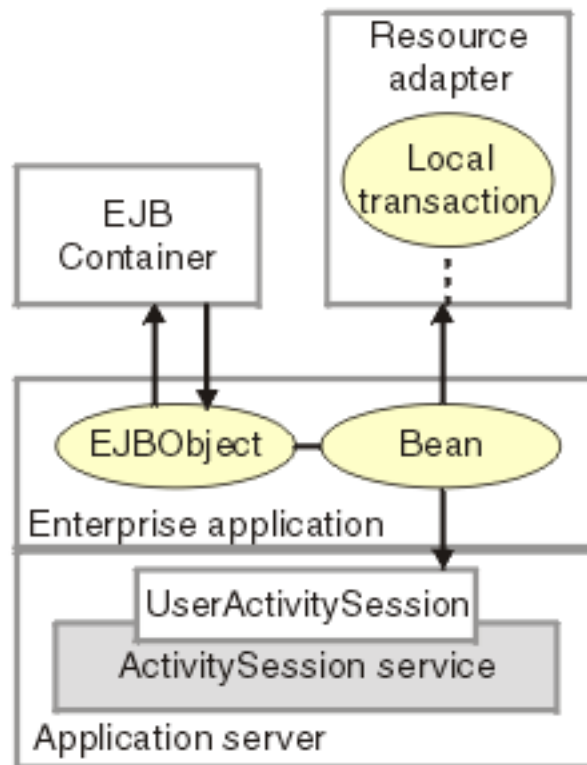 Resource
adapter
Local
transaction
EJB
Container
EJBObject
Bean
Enterprise application
UserActivitySession
ActivitySession service
Application server